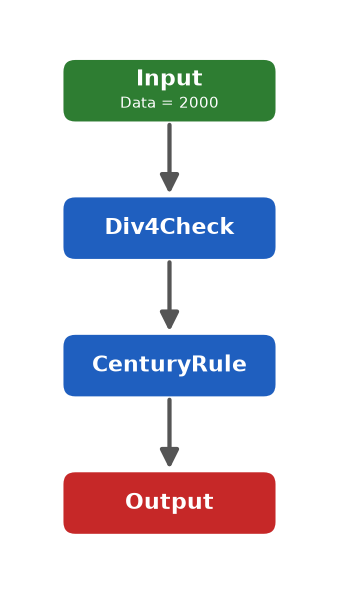 Input
Data = 2000
Div4Check
CenturyRule
Output